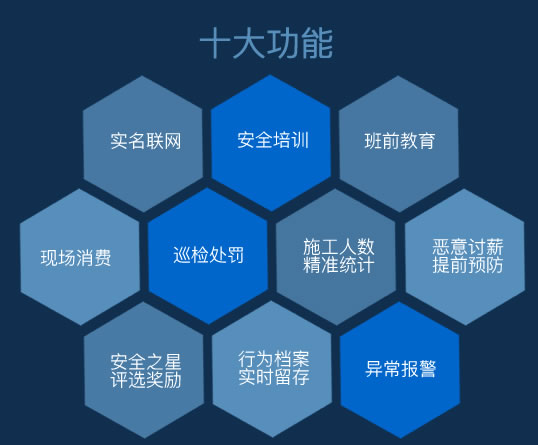 十大功能
实名联网
安全培训
班前教育
现场消费
巡检处罚
施工人数
精准统计
恶意讨薪
提前预防
安全之星
评选奖励
行为档案
实时留存
异常报警